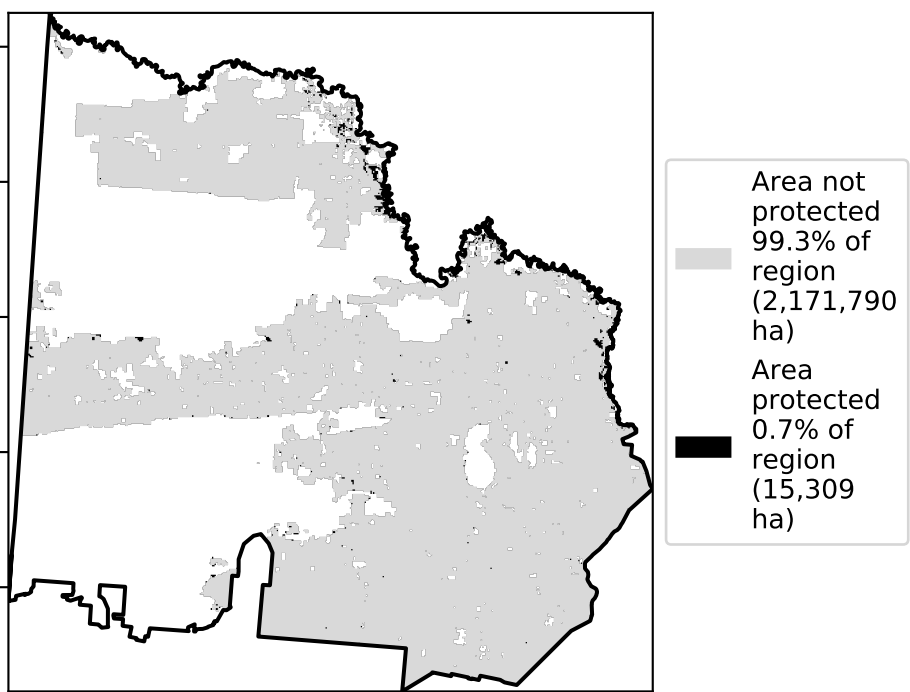 Area not
protected
99.3% of
region
(2,171,790
ha)
Area
protected
0.7% of
region
(15,309
ha)